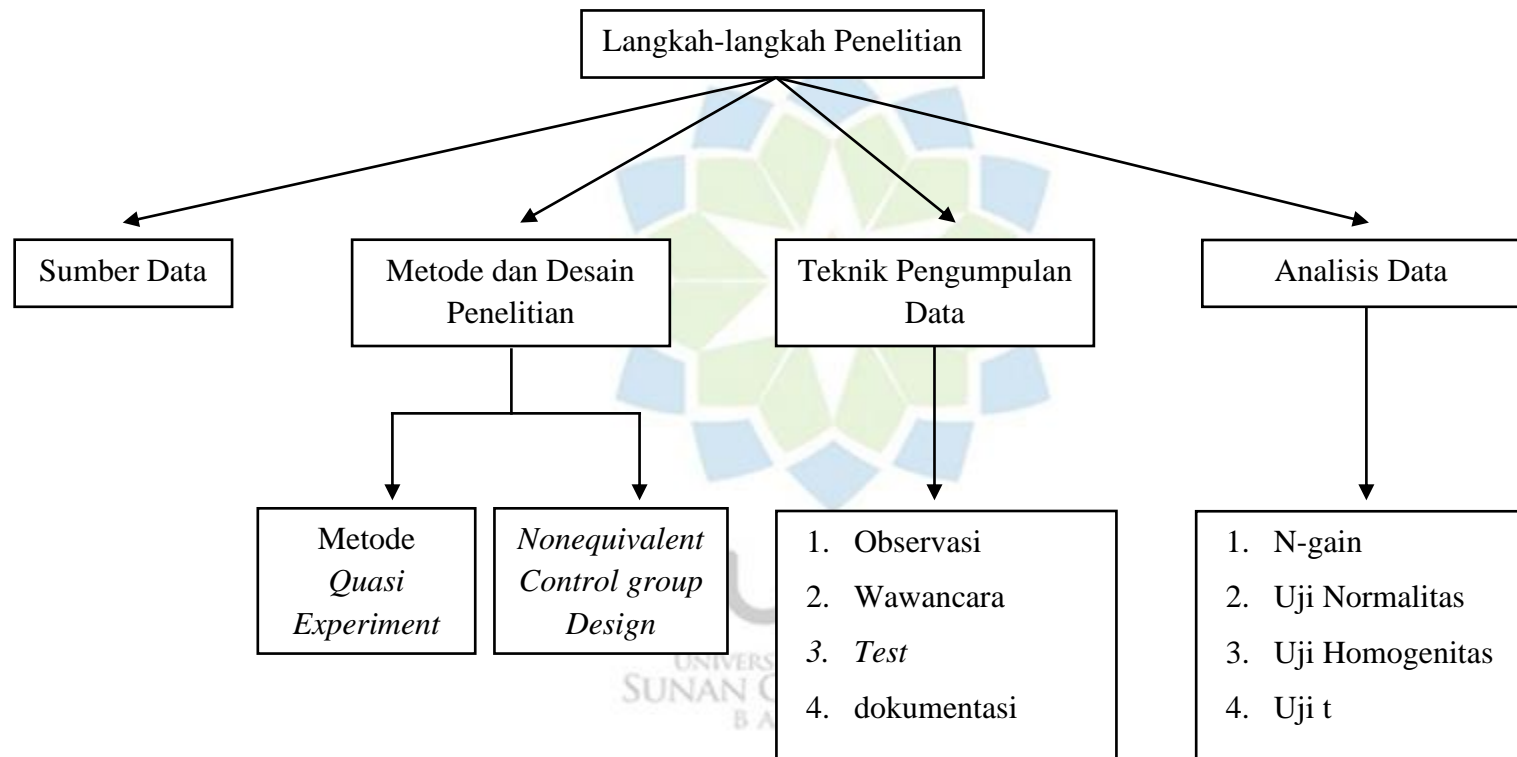 Langkah-langkah Penelitian
Sumber Data
Metode dan Desain
Penelitian
Teknik Pengumpulan
Data
Analisis Data
Metode
Quasi
Experiment
Nonequivalent
Control group
Design
1. Observasi
2. Wawancara
3. Test
4. dokumentasi
1. N-gain
2. Uji Normalitas
3. Uji Homogenitas
4. Uji t
SUNAN